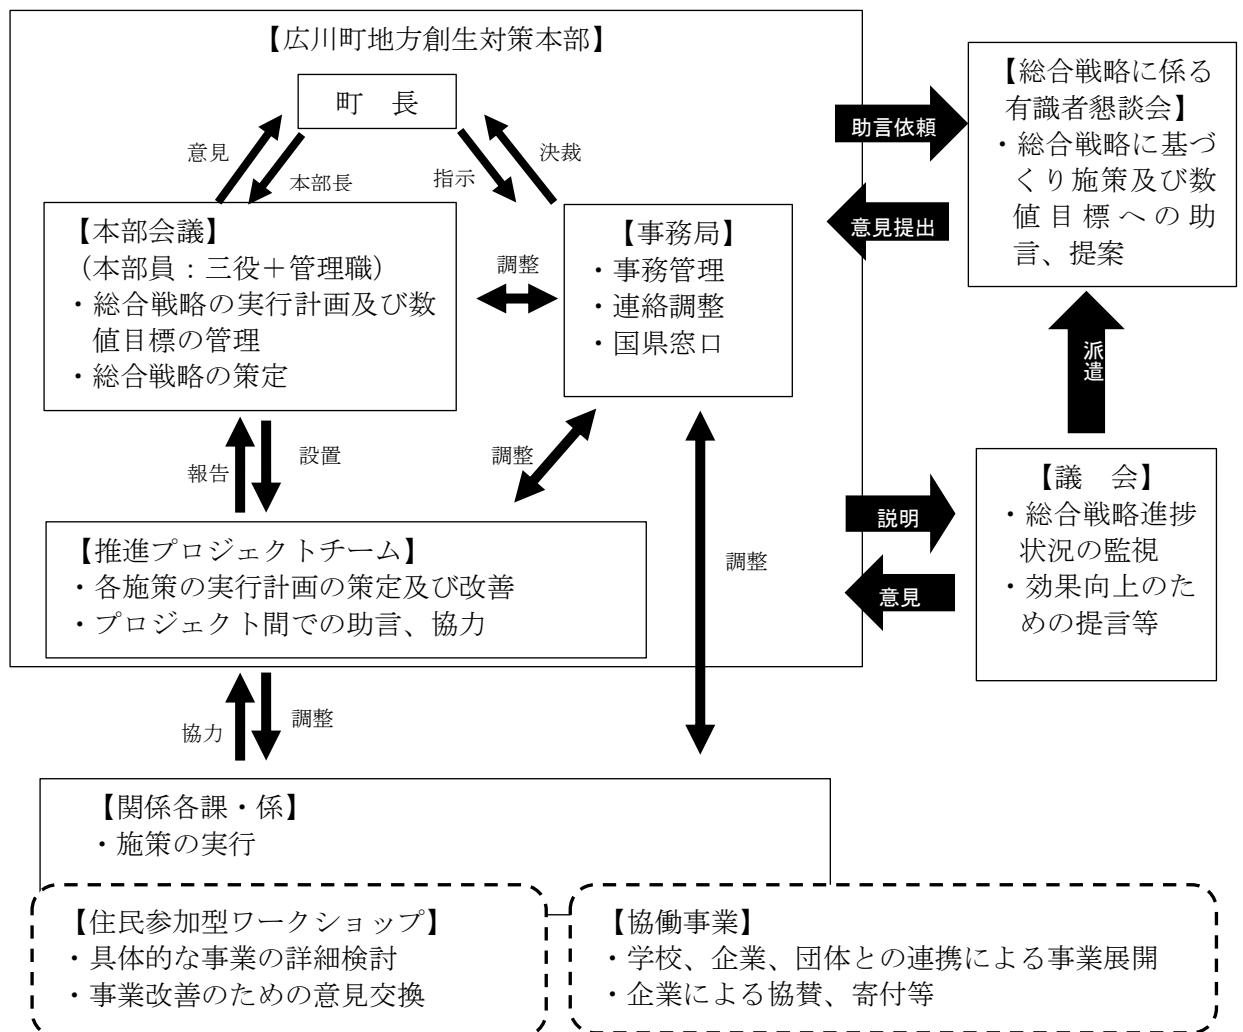 【広川町地方創生対策本部】
町　長
意見
本部長
指示
決裁
【本部会議】
（本部員：三役＋管理職）
・総合戦略の実行計画及び数
値目標の管理
・総合戦略の策定
調整
【事務局】
・事務管理
・連絡調整
・国県窓口
報告
設置
調整
【推進プロジェクトチーム】
・各施策の実行計画の策定及び改善
・プロジェクト間での助言、協力
調整
協力
調整
助言依頼
意見提出
【総合戦略に係る
有識者懇談会】
・総合戦略に基づ
くり施策及び数
値目標への助
言、提案
派遣
説明
意見
【議　会】
・総合戦略進捗
状況の監視
・効果向上のた
めの提言等
【関係各課・係】
・施策の実行
【住民参加型ワークショップ】
・具体的な事業の詳細検討
・事業改善のための意見交換
【協働事業】
・学校、企業、団体との連携による事業展開
・企業による協賛、寄付等